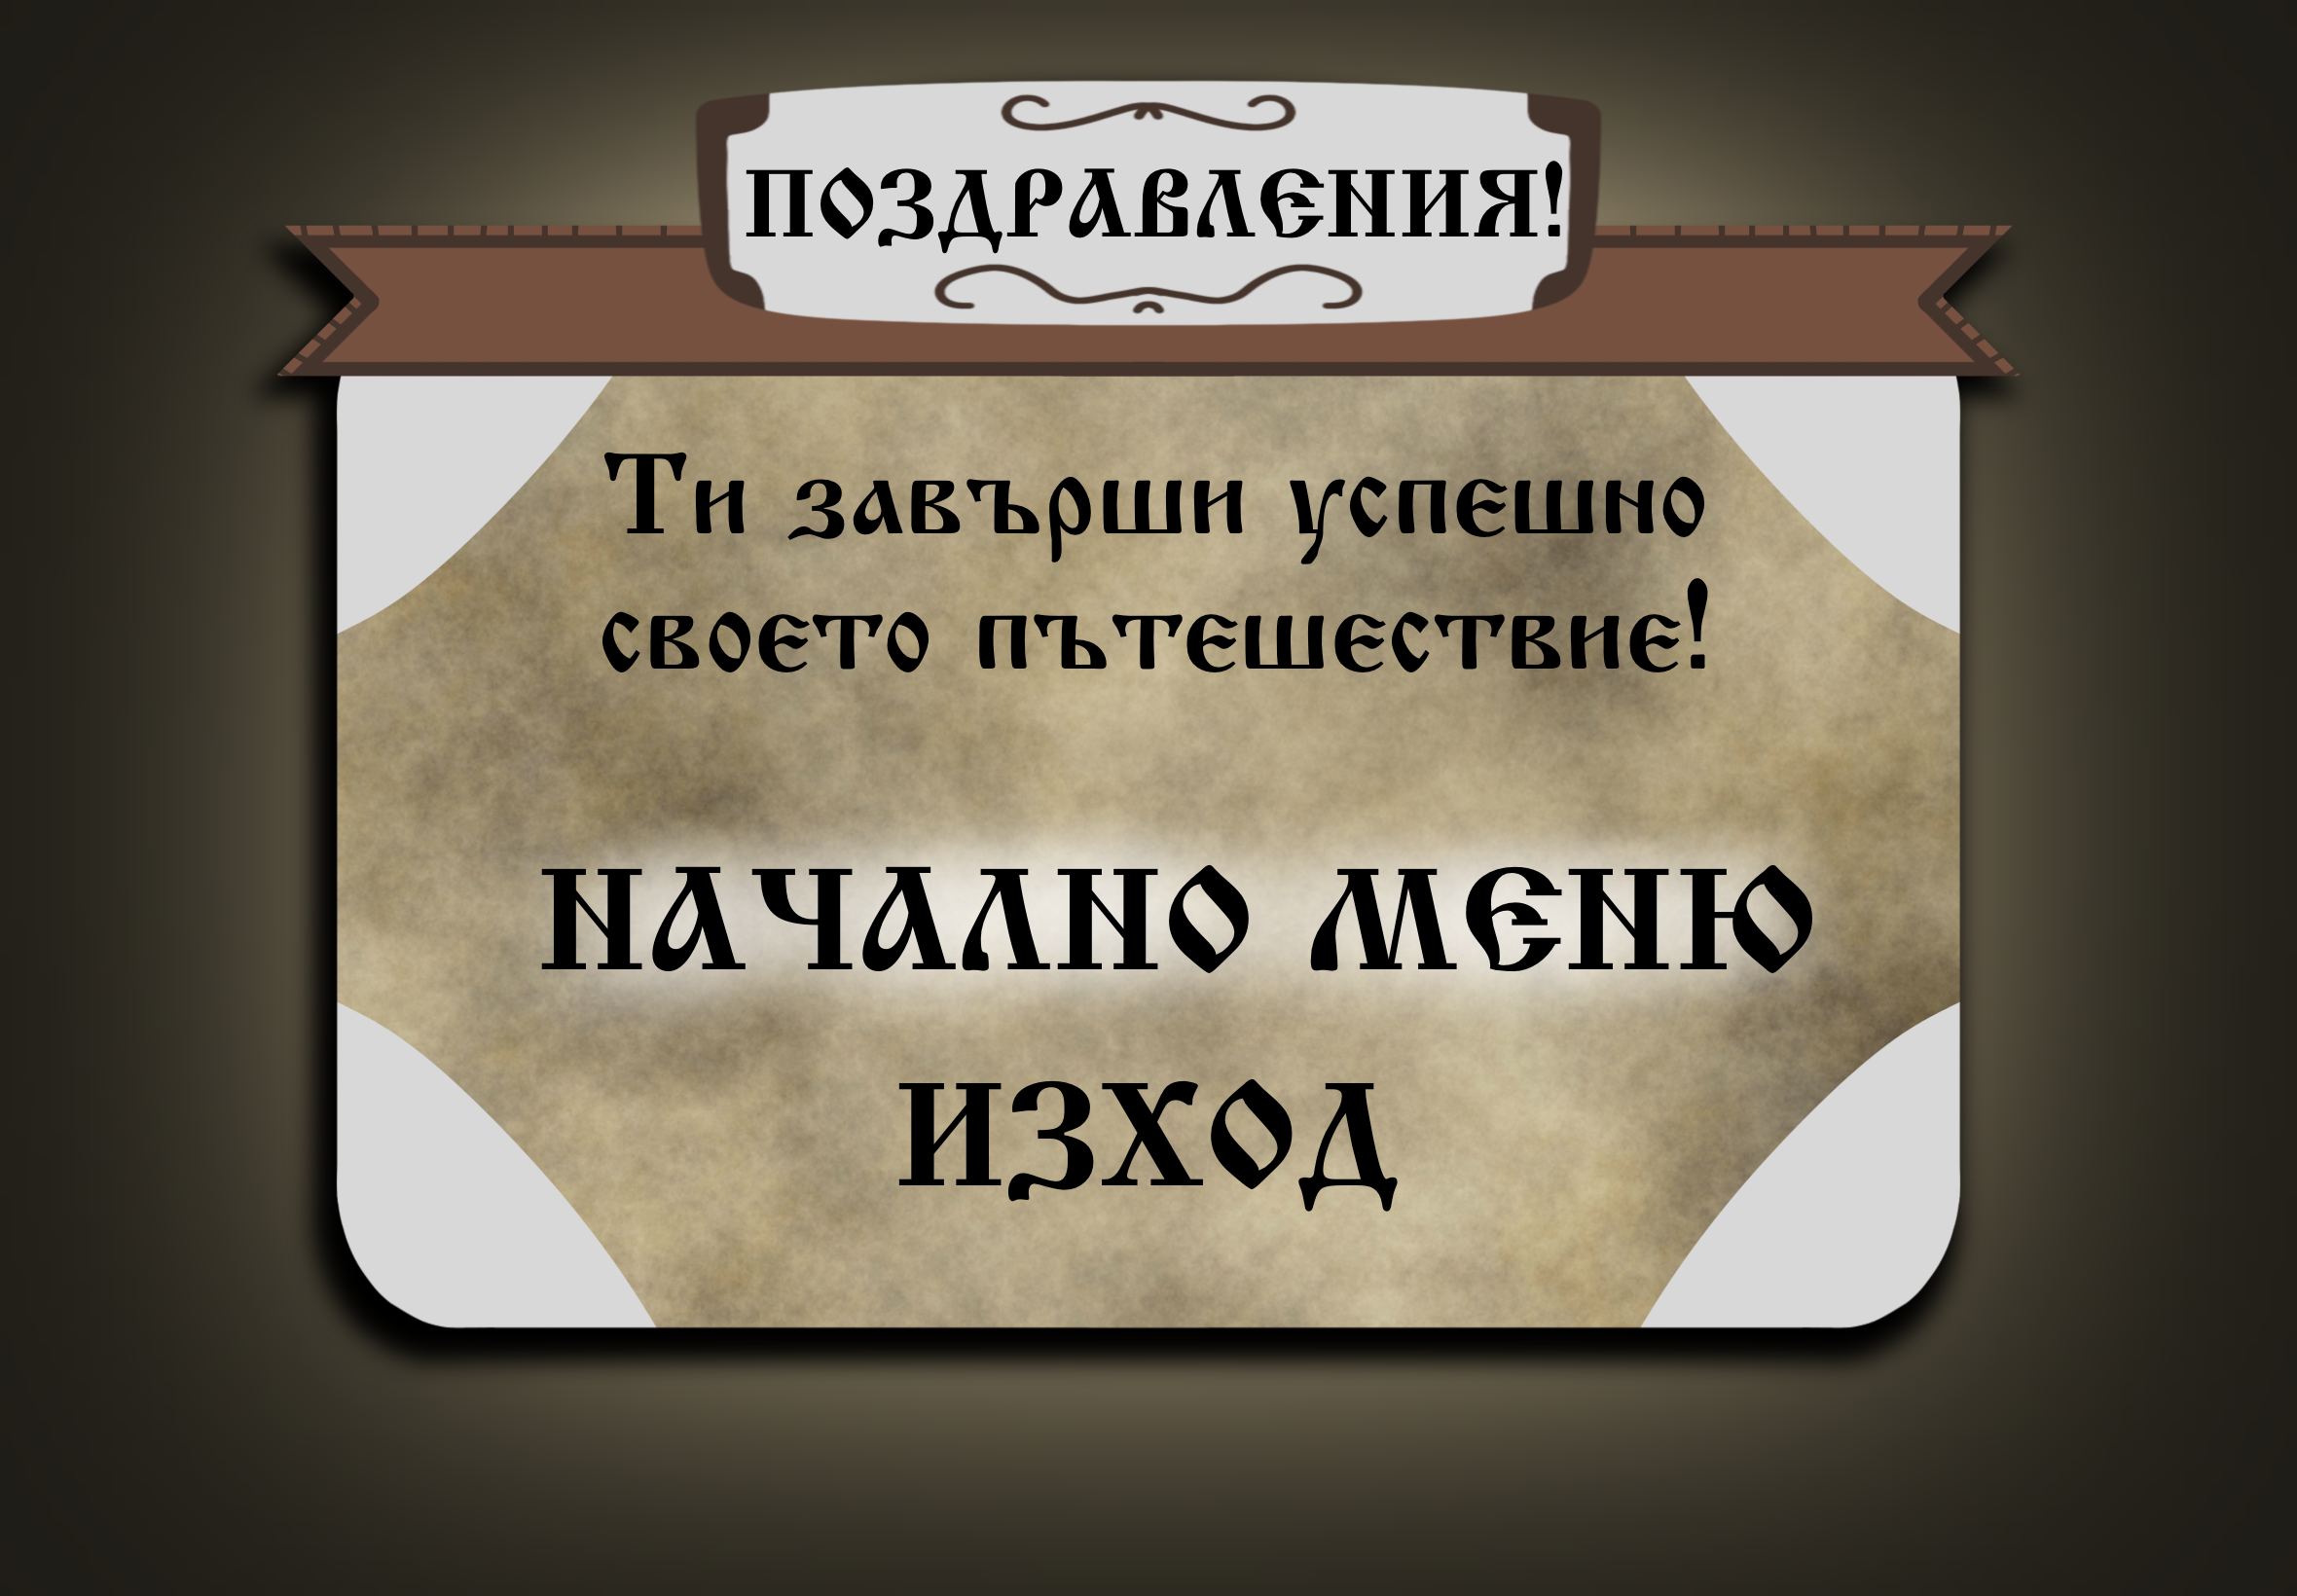 ПОЗДРАВЛЕНИЯ!
Ти завърши успешно
своето пътешествие!
НАЧАЛНО МЕНЮ
ИЗХОД